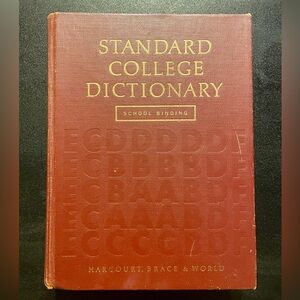 STANDARD
COLLEGE
DICTIONARY
SCHOOL BINDING
HARCOURT, BRACE & WORLD